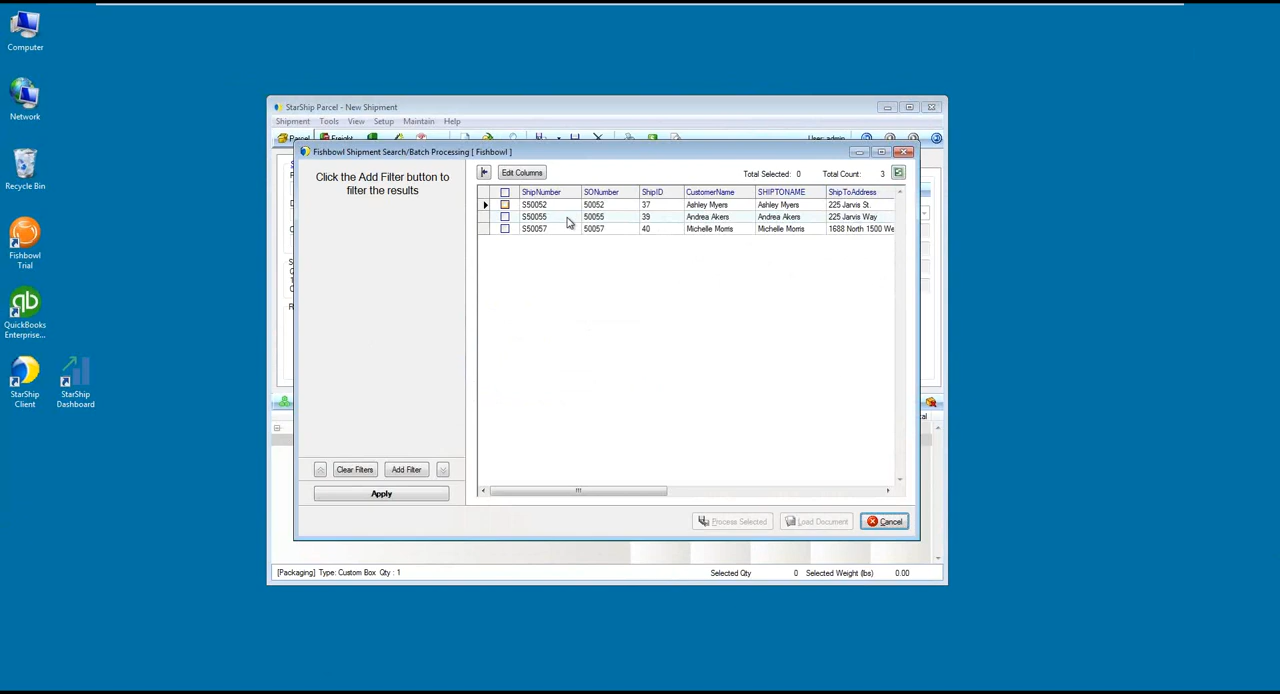 Computer
Network
Recycle Bin
Fishbowl
Trial
QuickBooks
Enterprise...
StarShip
Client
StarShip
Dashboard
StarShip Parcel - New Shipment
Shipment Tools View Setup Maintain Help
Parcel Freight User: admin
Fishbowl Shipment Search/Batch Processing [ Fishbowl ]
Click the Add Filter button to
filter the results
Edit Columns Total Selected: 0 Total Count: 3
ShipNumber SONumber ShipID CustomerName SHIPTONAME ShipToAddress
S50052 50052 37 Ashley Myers Ashley Myers 225 Jarvis St.
S50055 50055 39 Andrea Akers Andrea Akers 225 Jarvis Way
S50057 50057 40 Michelle Morris Michelle Morris 1688 North 1500 We
Clear Filters Add Filter
Apply
Process Selected Load Document Cancel
[Packaging] Type: Custom Box Qty : 1 Selected Qty 0 Selected Weight (lbs) 0.00